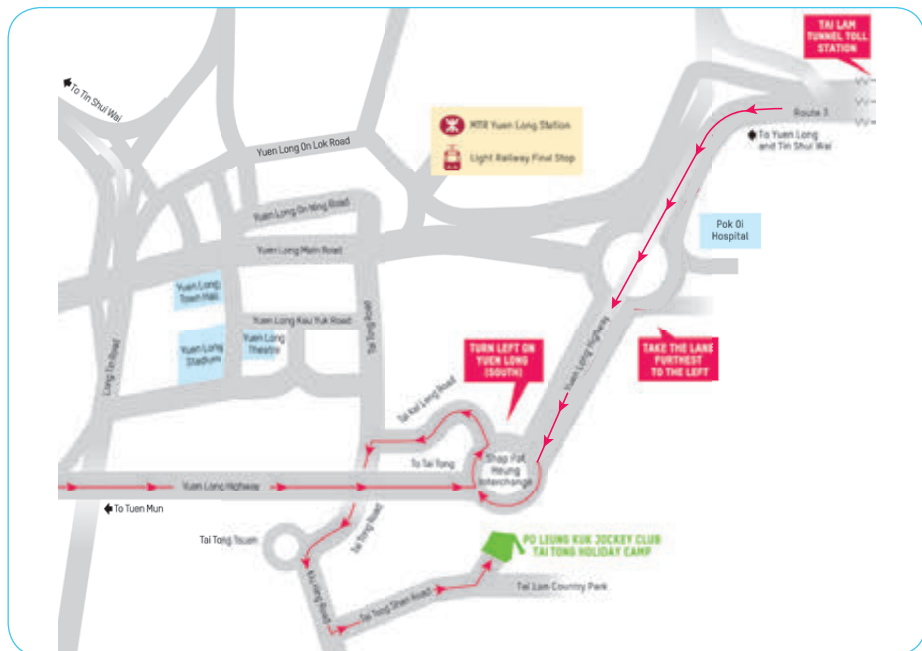 TAI LAM
TUNNEL TOLL
STATION
To Tin Shui Wai
Route 3
MTR Yuen Long Station
Light Railway Final Stop
To Yuen Long
and Tin Shui Wai
Yuen Long On Lok Road
Yuen Long On Ning Road
Pok Oi
Hospital
Yuen Long Main Road
Yuen Long
Town Hall
Yuen Long Kau Yuk Road
Tai Tong Road
Yuen Long
Stadium
Yuen Long
Theatre
Long Tin Road
TURN LEFT ON
YUEN LONG
(SOUTH)
Yuen Long Highway
TAKE THE LANE
FURTHEST
TO THE LEFT
Tai Kei Leng Road
To Tai Tong
Shap Pat
Heung
Interchange
Yuen Long Highway
To Tuen Mun
Tai Tong Road
Tai Tong Tsuen
PO LEUNG KUK JOCKEY CLUB
TAI TONG HOLIDAY CAMP
Tai Tong Shan Road
Tai Lam Country Park